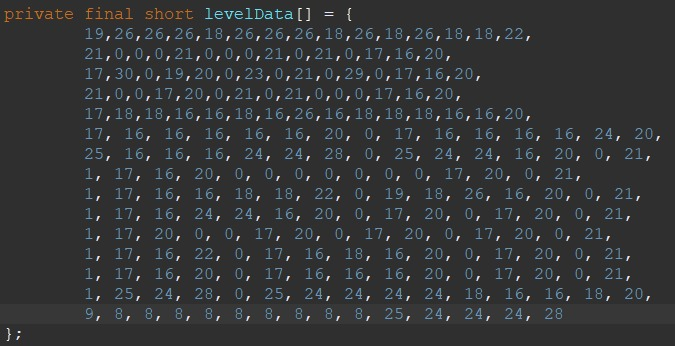 private final short levelData[] = {
19,26,26,26,18,26,26,26,18,26,18,26,18,18,22,
21,0,0,0,21,0,0,0,21,0,21,0,17,16,20,
17,30,0,19,20,0,23,0,21,0,29,0,17,16,20,
21,0,0,17,20,0,21,0,21,0,0,0,17,16,20,
17,18,18,16,16,18,16,26,16,18,18,18,16,16,20,
17, 16, 16, 16, 16, 16, 20, 0, 17, 16, 16, 16, 16, 24, 20,
25, 16, 16, 16, 24, 24, 28, 0, 25, 24, 24, 16, 20, 0, 21,
1, 17, 16, 20, 0, 0, 0, 0, 0, 0, 0, 17, 20, 0, 21,
1, 17, 16, 16, 18, 18, 22, 0, 19, 18, 26, 16, 20, 0, 21,
1, 17, 16, 24, 24, 16, 20, 0, 17, 20, 0, 17, 20, 0, 21,
1, 17, 20, 0, 0, 17, 20, 0, 17, 20, 0, 17, 20, 0, 21,
1, 17, 16, 22, 0, 17, 16, 18, 16, 20, 0, 17, 20, 0, 21,
1, 17, 16, 20, 0, 17, 16, 16, 16, 20, 0, 17, 20, 0, 21,
1, 25, 24, 28, 0, 25, 24, 24, 24, 24, 18, 16, 16, 18, 20,
9, 8, 8, 8, 8, 8, 8, 8, 8, 8, 25, 24, 24, 24, 28
};